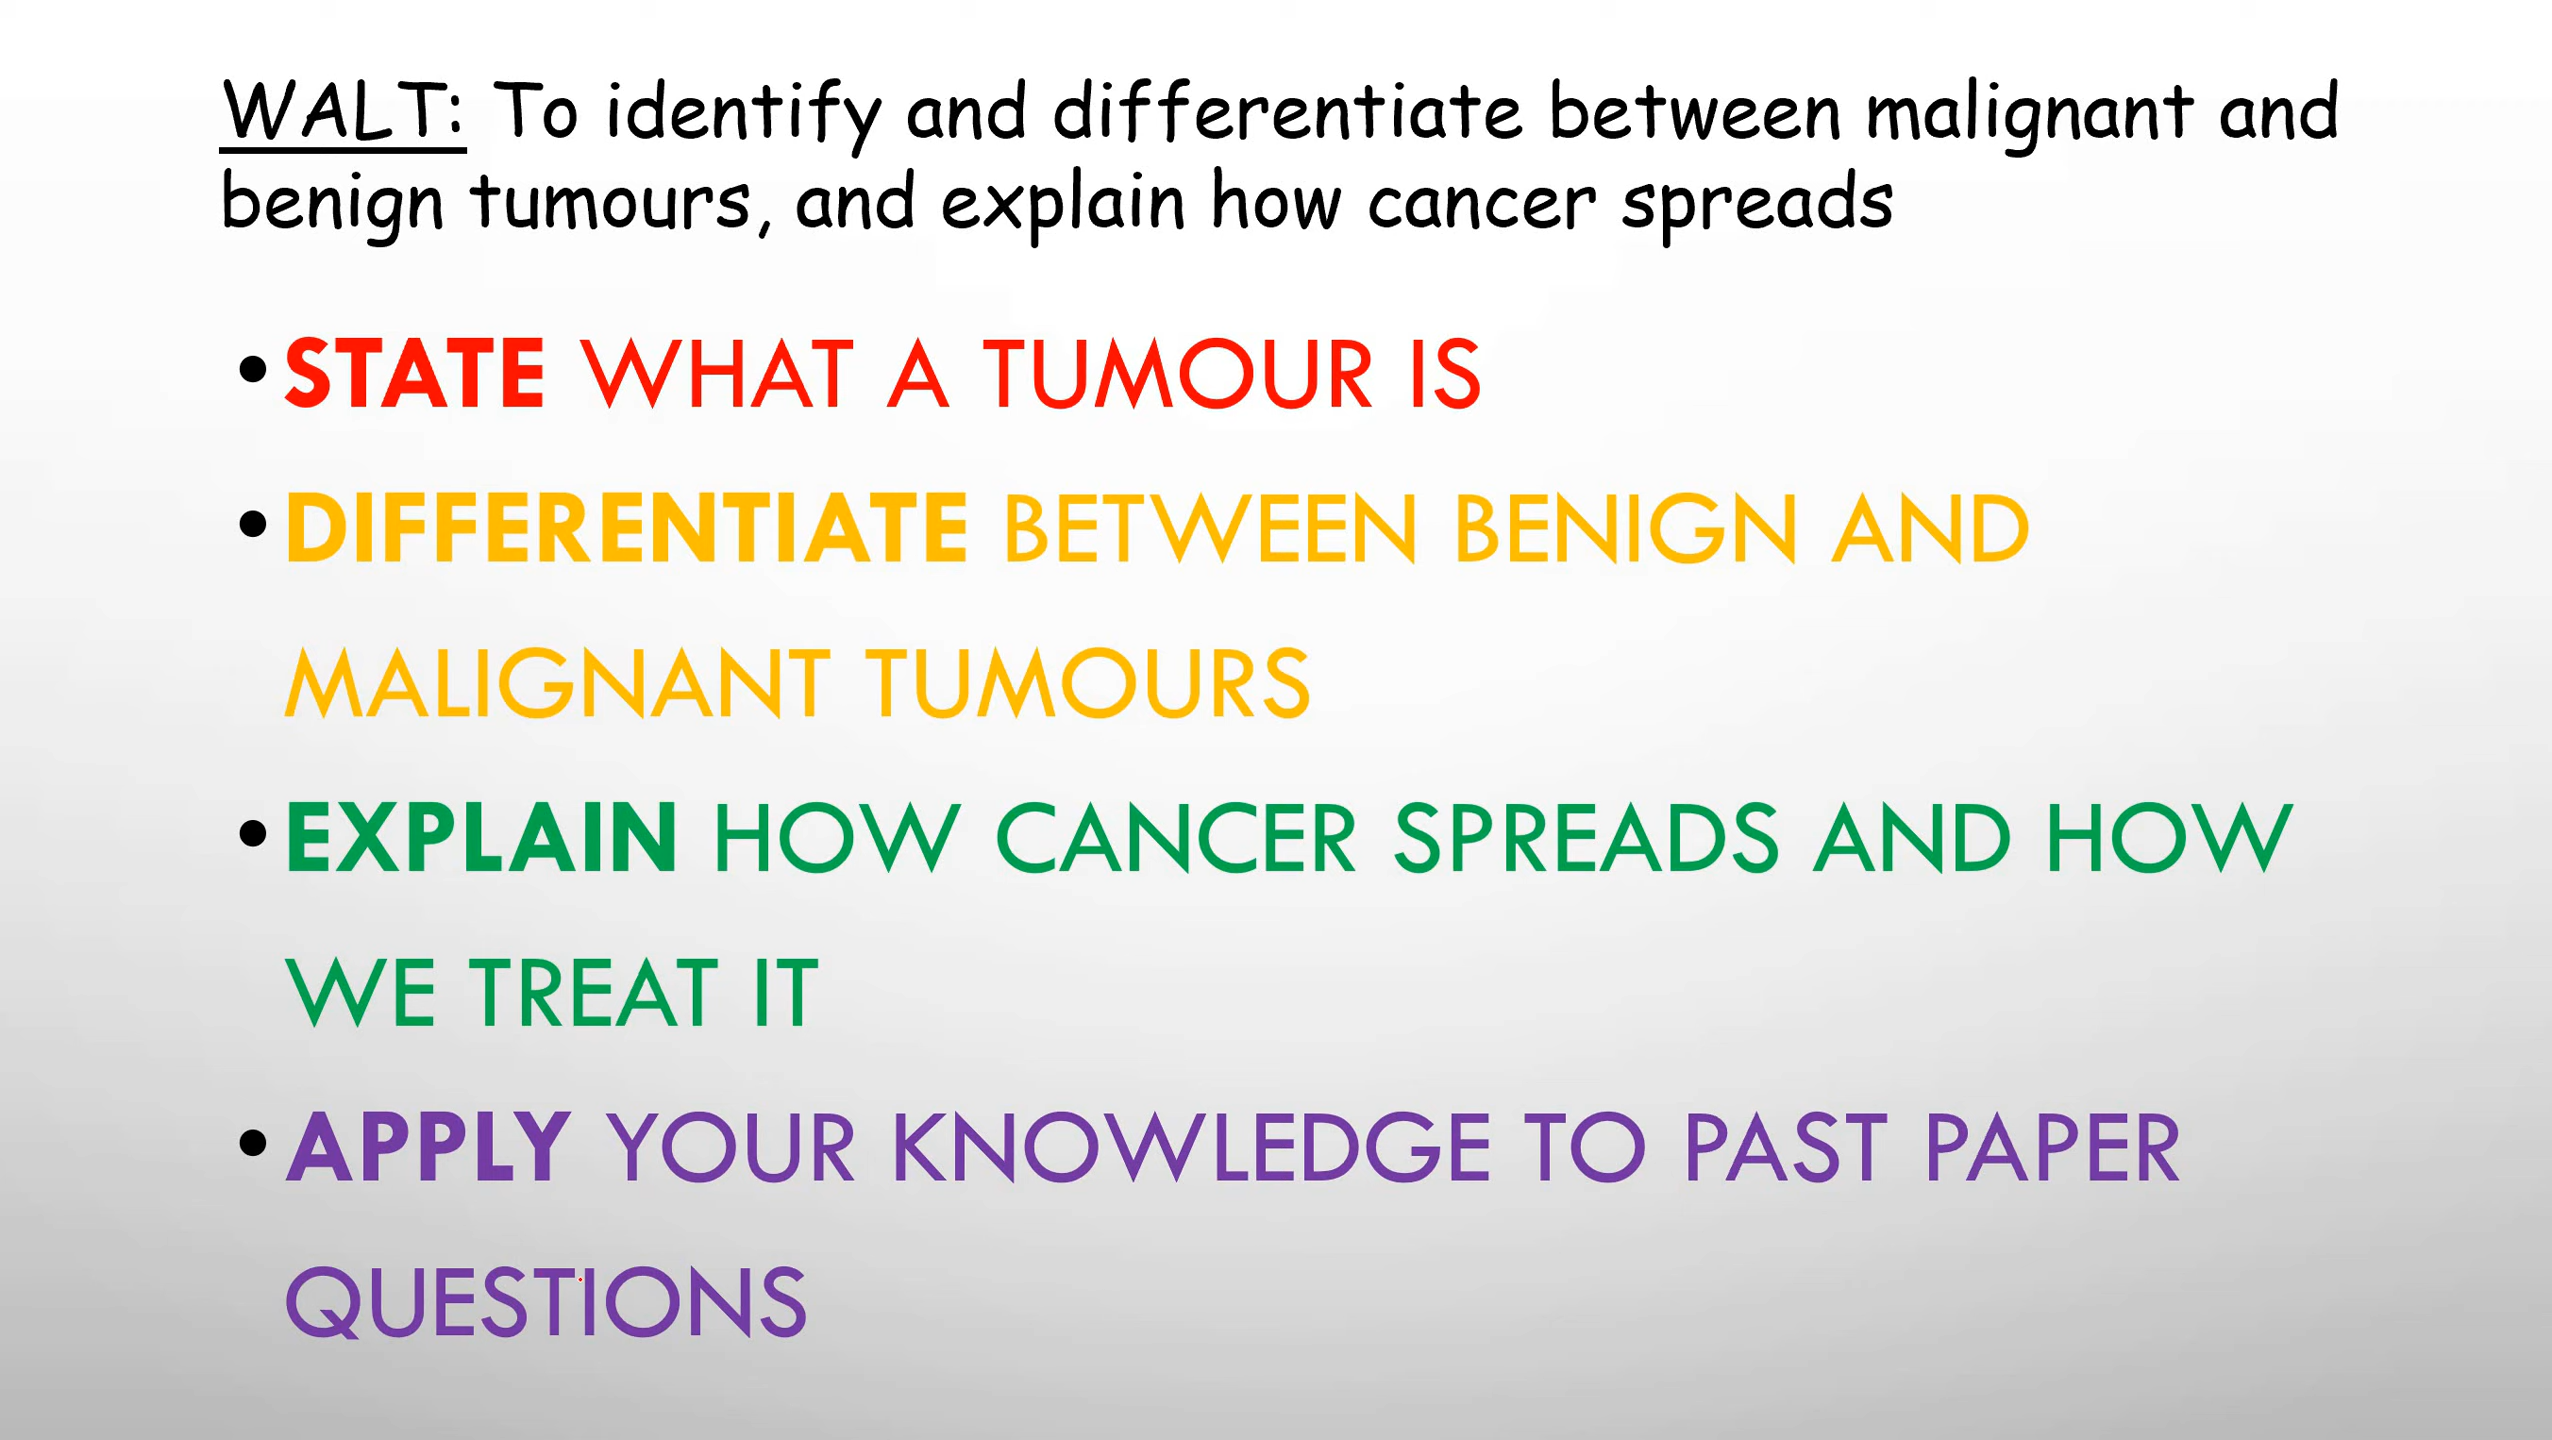 WALT: To identify and differentiate between malignant and
benign tumours, and explain how cancer spreads
• STATE WHAT A TUMOUR IS
• DIFFERENTIATE BETWEEN BENIGN AND
MALIGNANT TUMOURS
• EXPLAIN HOW CANCER SPREADS AND HOW
WE TREAT IT
• APPLY YOUR KNOWLEDGE TO PAST PAPER
QUESTIONS